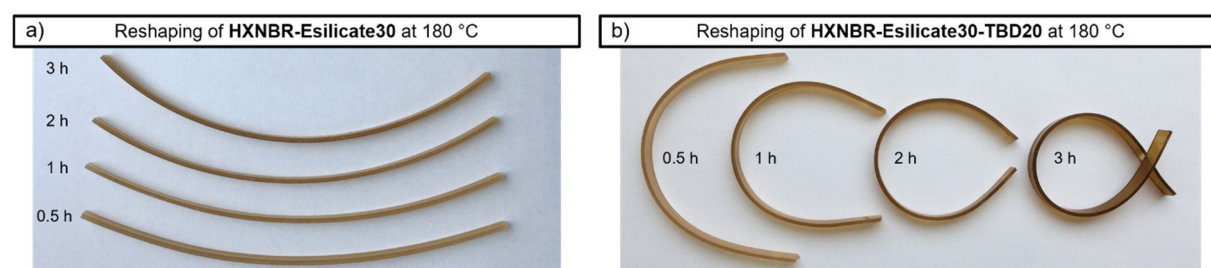 a) Reshaping of HXNBR-Esilicate30 at 180 °C
3 h
2 h
1 h
0.5 h
b) Reshaping of HXNBR-Esilicate30-TBD20 at 180 °C
0.5 h
1 h
2 h
3 h